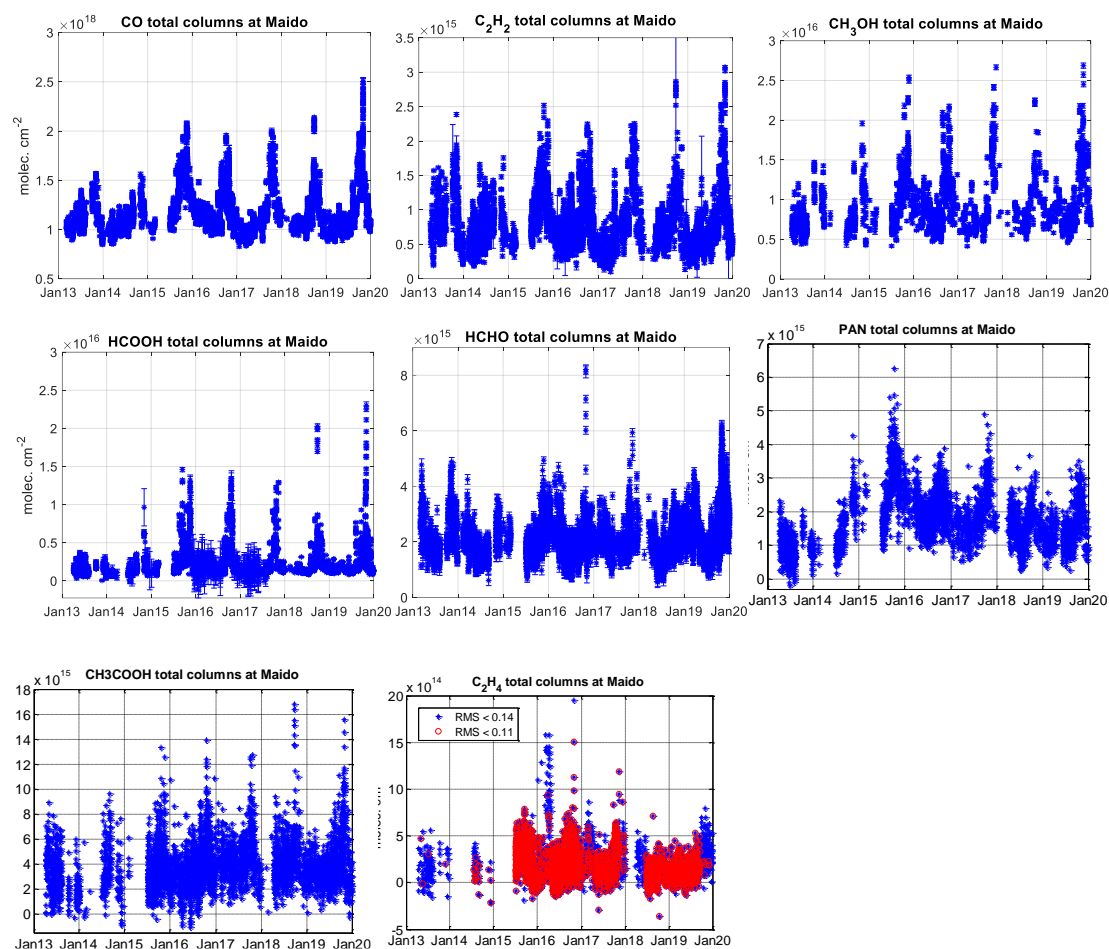 CO total columns at Maido
×10^18
3
2.5
2
1.5
1
0.5
molec. cm^-2
Jan13 Jan14 Jan15 Jan16 Jan17 Jan18 Jan19 Jan20
C_2H_2 total columns at Maido
×10^15
3.5
3
2.5
2
1.5
1
0.5
0
Jan13 Jan14 Jan15 Jan16 Jan17 Jan18 Jan19 Jan20
CH_3OH total columns at Maido
×10^16
3
2.5
2
1.5
1
0.5
0
Jan13 Jan14 Jan15 Jan16 Jan17 Jan18 Jan19 Jan20
HCOOH total columns at Maido
×10^16
3
2.5
2
1.5
1
0.5
0
molec. cm^-2
Jan13 Jan14 Jan15 Jan16 Jan17 Jan18 Jan19 Jan20
HCHO total columns at Maido
×10^15
8
6
4
2
0
Jan13 Jan14 Jan15 Jan16 Jan17 Jan18 Jan19 Jan20
PAN total columns at Maido
x 10^15
7
6
5
4
3
2
1
0
Jan13 Jan14 Jan15 Jan16 Jan17 Jan18 Jan19 Jan20
CH3COOH total columns at Maido
x 10^15
18
16
14
12
10
8
6
4
2
0
Jan13 Jan14 Jan15 Jan16 Jan17 Jan18 Jan19 Jan20
C_2H_4 total columns at Maido
x 10^14
20
15
10
5
0
-5
RMS < 0.14
RMS < 0.11
Jan13 Jan14 Jan15 Jan16 Jan17 Jan18 Jan19 Jan20